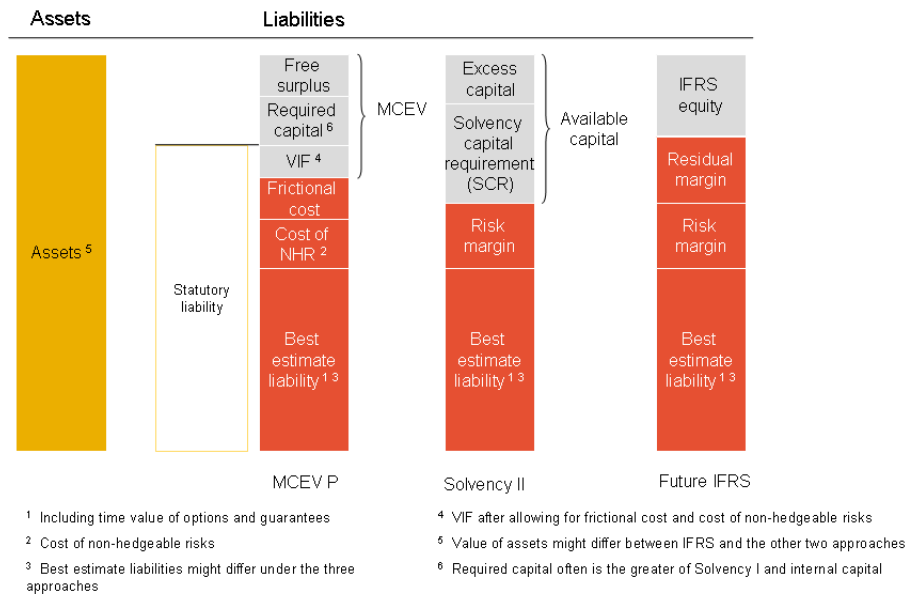 Assets
Liabilities
Assets ⁵
Statutory
liability
Free
surplus
Required
capital ⁶
VIF ⁴
Frictional
cost
Cost of
NHR ²
Best
estimate
liability ¹ ³
MCEV
MCEV P
Excess
capital
Solvency
capital
requirement
(SCR)
Risk
margin
Best
estimate
liability ¹ ³
Available
capital
Solvency II
IFRS
equity
Residual
margin
Risk
margin
Best
estimate
liability ¹ ³
Future IFRS
¹ Including time value of options and guarantees
² Cost of non-hedgeable risks
³ Best estimate liabilities might differ under the three
approaches
⁴ VIF after allowing for frictional cost and cost of non-hedgeable risks
⁵ Value of assets might differ between IFRS and the other two approaches
⁶ Required capital often is the greater of Solvency I and internal capital